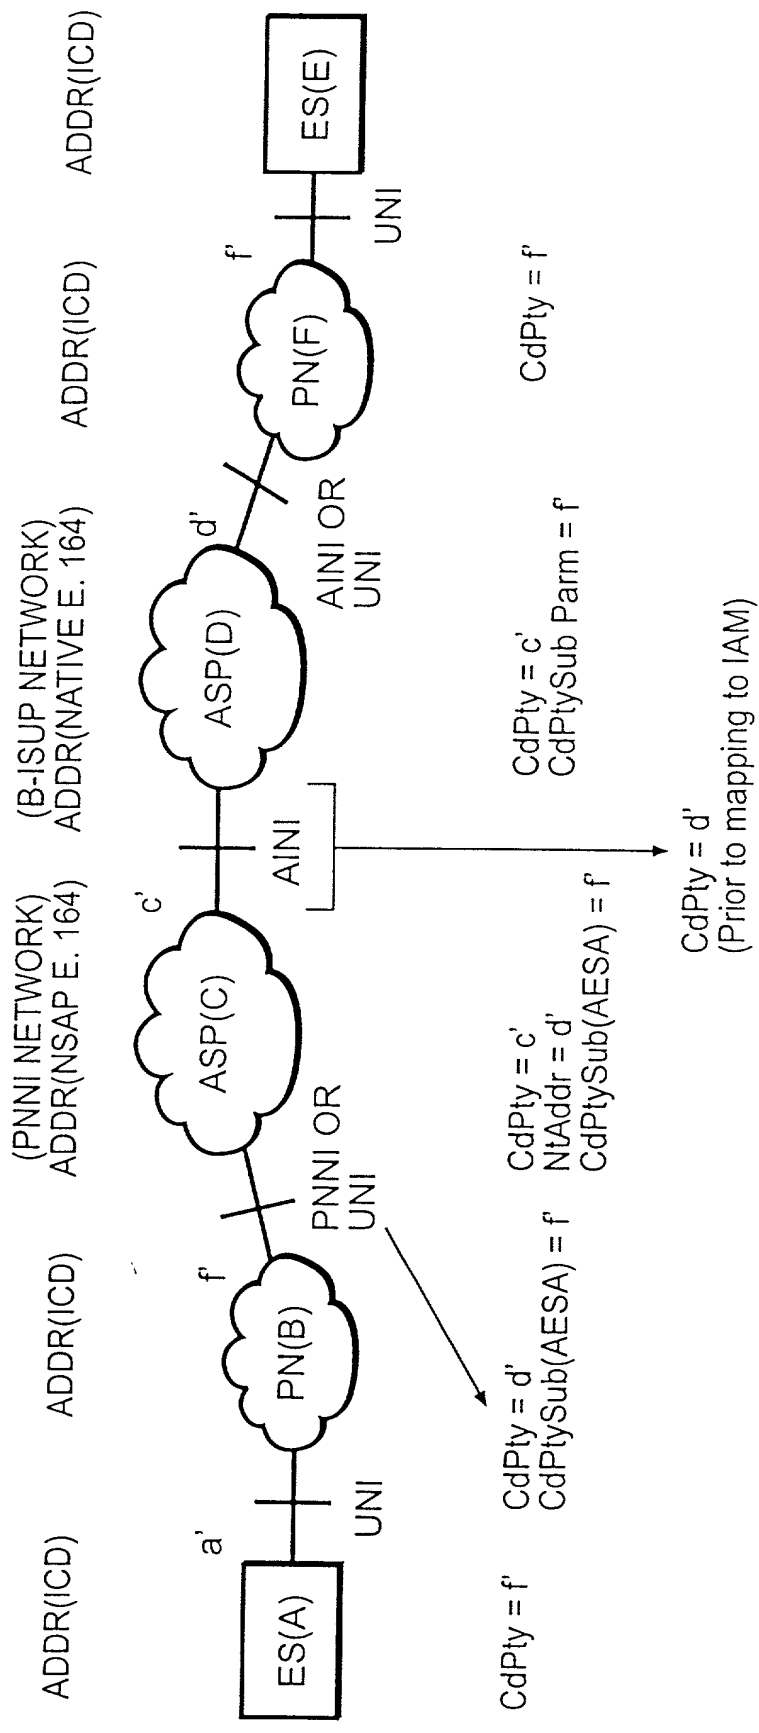 ADDR(ICD)
ADDR(ICD)
(PNNI NETWORK)
ADDR(NSAP E. 164)
(B-ISUP NETWORK)
ADDR(NATIVE E. 164)
ADDR(ICD)
ADDR(ICD)
a'
ES(A)
UNI
f'
PN(B)
PNNI OR
UNI
c'
ASP(C)
AINI
d'
ASP(D)
AINI OR
UNI
f'
PN(F)
UNI
ES(E)
CdPty = f'
CdPty = d'
CdPtySub(AESA) = f'
CdPty = c'
NtAddr = d'
CdPtySub(AESA) = f'
CdPty = c'
CdPtySub Parm = f'
CdPty = f'
CdPty = d'
(Prior to mapping to IAM)